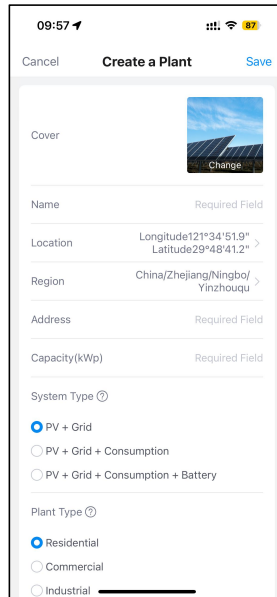 09:57
87
Cancel Create a Plant Save
Cover
Change
Name Required Field
Location Longitude121°34'51.9"
Latitude29°48'41.2"
Region China/Zhejiang/Ningbo/
Yinzhouqu
Address Required Field
Capacity(kWp) Required Field
System Type ?
PV + Grid
PV + Grid + Consumption
PV + Grid + Consumption + Battery
Plant Type ?
Residential
Commercial
Industrial